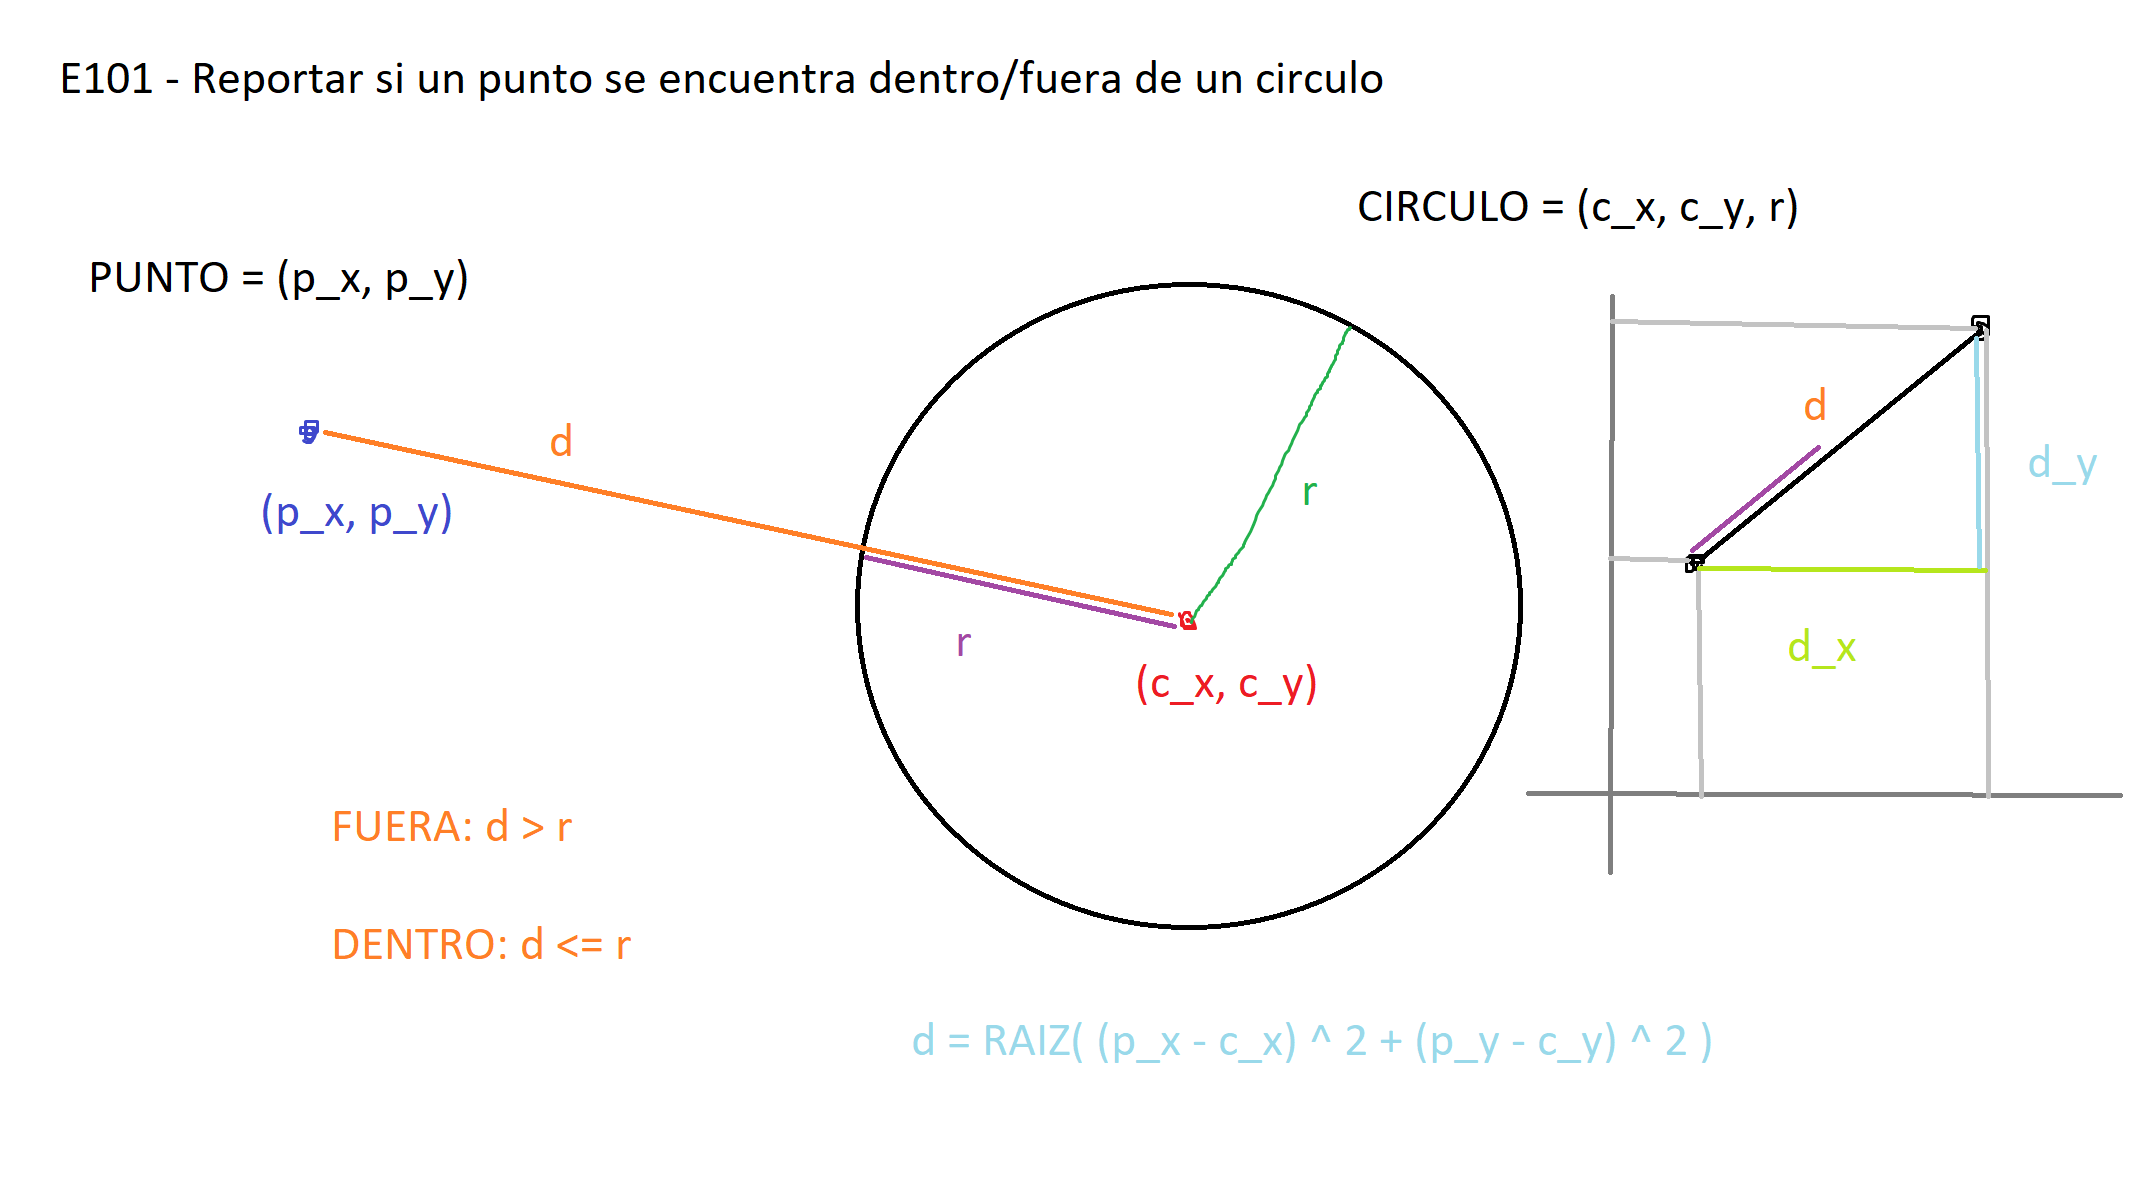 E101 - Reportar si un punto se encuentra dentro/fuera de un circulo
CIRCULO = (c_x, c_y, r)
PUNTO = (p_x, p_y)
d
(p_x, p_y)
r
r
(c_x, c_y)
d
d_y
d_x
FUERA: d > r
DENTRO: d <= r
d = RAIZ( (p_x - c_x) ^ 2 + (p_y - c_y) ^ 2 )